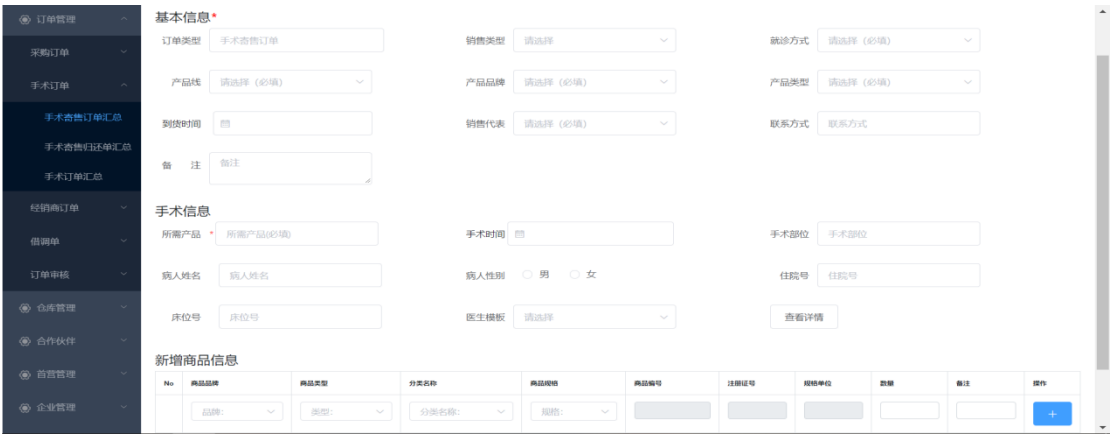 订单管理
采购订单
手术订单
手术寄售订单汇总
手术寄售归还单汇总
手术订单汇总
经销商订单
借调单
订单审核
仓库管理
合作伙伴
首营管理
企业管理
基本信息*
订单类型 手术寄售订单 销售类型 请选择 就诊方式 请选择（必填）
产品线 请选择（必填） 产品品牌 请选择（必填） 产品类型 请选择（必填）
到货时间 销售代表 请选择（必填） 联系方式 联系方式
备 注 备注
手术信息
所需产品 * 所需产品(必填) 手术时间 手术部位 手术部位
病人姓名 病人姓名 病人性别 男 女 住院号 住院号
床位号 床位号 医生模板 请选择 查看详情
新增商品信息
No 商品品牌 商品类型 分类名称 商品规格 商品编号 注册证号 规格单位 数量 备注 操作
品牌: 类型: 分类名称: 规格: +